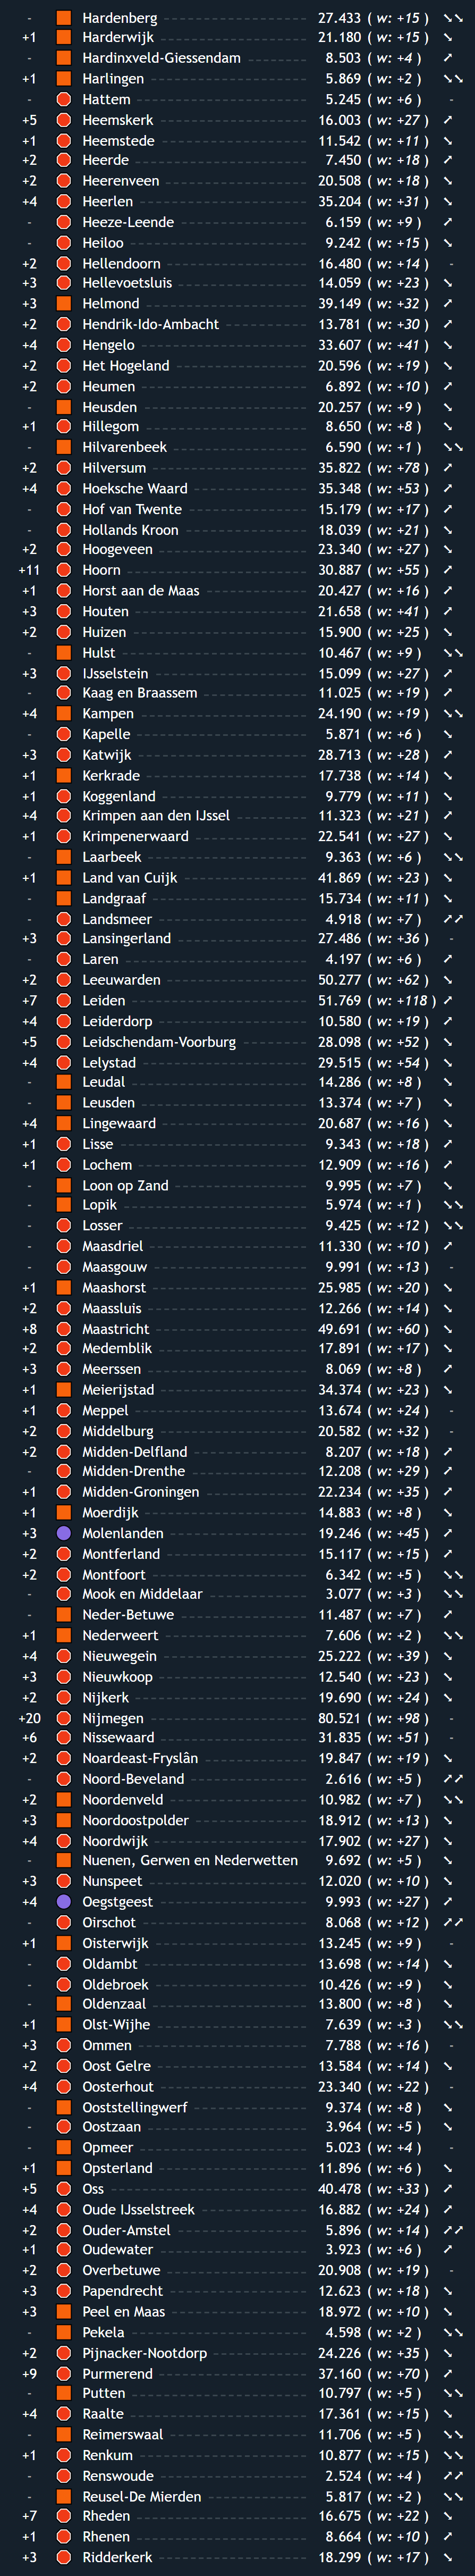 - Hardenberg 27.433 ( w: +15 ) ➘➘
+1 Harderwijk 21.180 ( w: +15 ) ➘
- Hardinxveld-Giessendam 8.503 ( w: +4 ) ➚
+1 Harlingen 5.869 ( w: +2 ) ➘➘
- Hattem 5.245 ( w: +6 ) -
+5 Heemskerk 16.003 ( w: +27 ) ➚
+1 Heemstede 11.542 ( w: +11 ) ➘
+2 Heerde 7.450 ( w: +18 ) ➚
+2 Heerenveen 20.508 ( w: +18 ) ➘
+4 Heerlen 35.204 ( w: +31 ) ➘
- Heeze-Leende 6.159 ( w: +9 ) ➚
- Heiloo 9.242 ( w: +15 ) ➘
+2 Hellendoorn 16.480 ( w: +14 ) -
+3 Hellevoetsluis 14.059 ( w: +23 ) ➘
+3 Helmond 39.149 ( w: +32 ) ➚
+2 Hendrik-Ido-Ambacht 13.781 ( w: +30 ) ➚
+4 Hengelo 33.607 ( w: +41 ) ➘
+2 Het Hogeland 20.596 ( w: +19 ) ➘
+2 Heumen 6.892 ( w: +10 ) ➚
- Heusden 20.257 ( w: +9 ) ➘
+1 Hillegom 8.650 ( w: +8 ) ➘
- Hilvarenbeek 6.590 ( w: +1 ) ➘➘
+2 Hilversum 35.822 ( w: +78 ) ➚
+4 Hoeksche Waard 35.348 ( w: +53 ) ➚
- Hof van Twente 15.179 ( w: +17 ) ➚
- Hollands Kroon 18.039 ( w: +21 ) ➘
+2 Hoogeveen 23.340 ( w: +27 ) ➘
+11 Hoorn 30.887 ( w: +55 ) ➚
+1 Horst aan de Maas 20.427 ( w: +16 ) ➚
+3 Houten 21.658 ( w: +41 ) ➚
+2 Huizen 15.900 ( w: +25 ) ➘
- Hulst 10.467 ( w: +9 ) ➘➘
+3 IJsselstein 15.099 ( w: +27 ) ➚
- Kaag en Braassem 11.025 ( w: +19 ) ➚
+4 Kampen 24.190 ( w: +19 ) ➘➘
- Kapelle 5.871 ( w: +6 ) ➘
+3 Katwijk 28.713 ( w: +28 ) ➚
+1 Kerkrade 17.738 ( w: +14 ) ➘
+1 Koggenland 9.779 ( w: +11 ) ➘
+4 Krimpen aan den IJssel 11.323 ( w: +21 ) ➚
+1 Krimpenerwaard 22.541 ( w: +27 ) ➘
- Laarbeek 9.363 ( w: +6 ) ➘➘
+1 Land van Cuijk 41.869 ( w: +23 ) ➘
- Landgraaf 15.734 ( w: +11 ) ➘
- Landsmeer 4.918 ( w: +7 ) ➚➚
+3 Lansingerland 27.486 ( w: +36 ) -
- Laren 4.197 ( w: +6 ) ➚
+2 Leeuwarden 50.277 ( w: +62 ) ➘
+7 Leiden 51.769 ( w: +118 ) ➚
+4 Leiderdorp 10.580 ( w: +19 ) ➚
+5 Leidschendam-Voorburg 28.098 ( w: +52 ) ➘
+4 Lelystad 29.515 ( w: +54 ) ➘
- Leudal 14.286 ( w: +8 ) ➘
- Leusden 13.374 ( w: +7 ) ➘
+4 Lingewaard 20.687 ( w: +16 ) ➘
+1 Lisse 9.343 ( w: +18 ) ➚
+1 Lochem 12.909 ( w: +16 ) ➚
- Loon op Zand 9.995 ( w: +7 ) ➘
- Lopik 5.974 ( w: +1 ) ➘➘
- Losser 9.425 ( w: +12 ) ➘➘
- Maasdriel 11.330 ( w: +10 ) ➚
- Maasgouw 9.991 ( w: +13 ) -
+1 Maashorst 25.985 ( w: +20 ) ➘
+2 Maassluis 12.266 ( w: +14 ) ➘
+8 Maastricht 49.691 ( w: +60 ) ➘
+2 Medemblik 17.891 ( w: +17 ) ➘
+3 Meerssen 8.069 ( w: +8 ) ➚
+1 Meierijstad 34.374 ( w: +23 ) ➘
+1 Meppel 13.674 ( w: +24 ) -
+2 Middelburg 20.582 ( w: +32 ) -
+2 Midden-Delfland 8.207 ( w: +18 ) ➚
- Midden-Drenthe 12.208 ( w: +29 ) ➚
+1 Midden-Groningen 22.234 ( w: +35 ) ➚
+1 Moerdijk 14.883 ( w: +8 ) ➘
+3 Molenlanden 19.246 ( w: +45 ) ➚
+2 Montferland 15.117 ( w: +15 ) ➚
+2 Montfoort 6.342 ( w: +5 ) ➘➘
- Mook en Middelaar 3.077 ( w: +3 ) ➘➘
- Neder-Betuwe 11.487 ( w: +7 ) ➚
+1 Nederweert 7.606 ( w: +2 ) ➘➘
+4 Nieuwegein 25.222 ( w: +39 ) ➘
+3 Nieuwkoop 12.540 ( w: +23 ) ➘
+2 Nijkerk 19.690 ( w: +24 ) ➘
+20 Nijmegen 80.521 ( w: +98 ) -
+6 Nissewaard 31.835 ( w: +51 ) -
+2 Noardeast-Fryslân 19.847 ( w: +19 ) ➘
- Noord-Beveland 2.616 ( w: +5 ) ➚➚
+2 Noordenveld 10.982 ( w: +7 ) ➘➘
+3 Noordoostpolder 18.912 ( w: +13 ) ➘
+4 Noordwijk 17.902 ( w: +27 ) ➘
- Nuenen, Gerwen en Nederwetten 9.692 ( w: +5 ) ➘
+3 Nunspeet 12.020 ( w: +10 ) ➘
+4 Oegstgeest 9.993 ( w: +27 ) ➚
- Oirschot 8.068 ( w: +12 ) ➚➚
+1 Oisterwijk 13.245 ( w: +9 ) -
- Oldambt 13.698 ( w: +14 ) ➘
- Oldebroek 10.426 ( w: +9 ) ➘
- Oldenzaal 13.800 ( w: +8 ) ➘
+1 Olst-Wijhe 7.639 ( w: +3 ) ➘➘
+3 Ommen 7.788 ( w: +16 ) -
+2 Oost Gelre 13.584 ( w: +14 ) ➘
+4 Oosterhout 23.340 ( w: +22 ) -
- Ooststellingwerf 9.374 ( w: +8 ) ➘
- Oostzaan 3.964 ( w: +5 ) ➘
- Opmeer 5.023 ( w: +4 ) -
+1 Opsterland 11.896 ( w: +6 ) ➘
+5 Oss 40.478 ( w: +33 ) ➚
+4 Oude IJsselstreek 16.882 ( w: +24 ) ➚
+2 Ouder-Amstel 5.896 ( w: +14 ) ➚➚
+1 Oudewater 3.923 ( w: +6 ) ➚
+2 Overbetuwe 20.908 ( w: +19 ) -
+3 Papendrecht 12.623 ( w: +18 ) ➘
+3 Peel en Maas 18.972 ( w: +10 ) ➘
- Pekela 4.598 ( w: +2 ) ➘➘
+2 Pijnacker-Nootdorp 24.226 ( w: +35 ) ➘
+9 Purmerend 37.160 ( w: +70 ) ➚
- Putten 10.797 ( w: +5 ) ➘➘
+4 Raalte 17.361 ( w: +15 ) ➘
- Reimerswaal 11.706 ( w: +5 ) ➘➘
+1 Renkum 10.877 ( w: +15 ) ➘➘
- Renswoude 2.524 ( w: +4 ) ➚➚
- Reusel-De Mierden 5.817 ( w: +2 ) ➘➘
+7 Rheden 16.675 ( w: +22 ) ➘
+1 Rhenen 8.664 ( w: +10 ) ➚
+3 Ridderkerk 18.299 ( w: +17 ) ➘